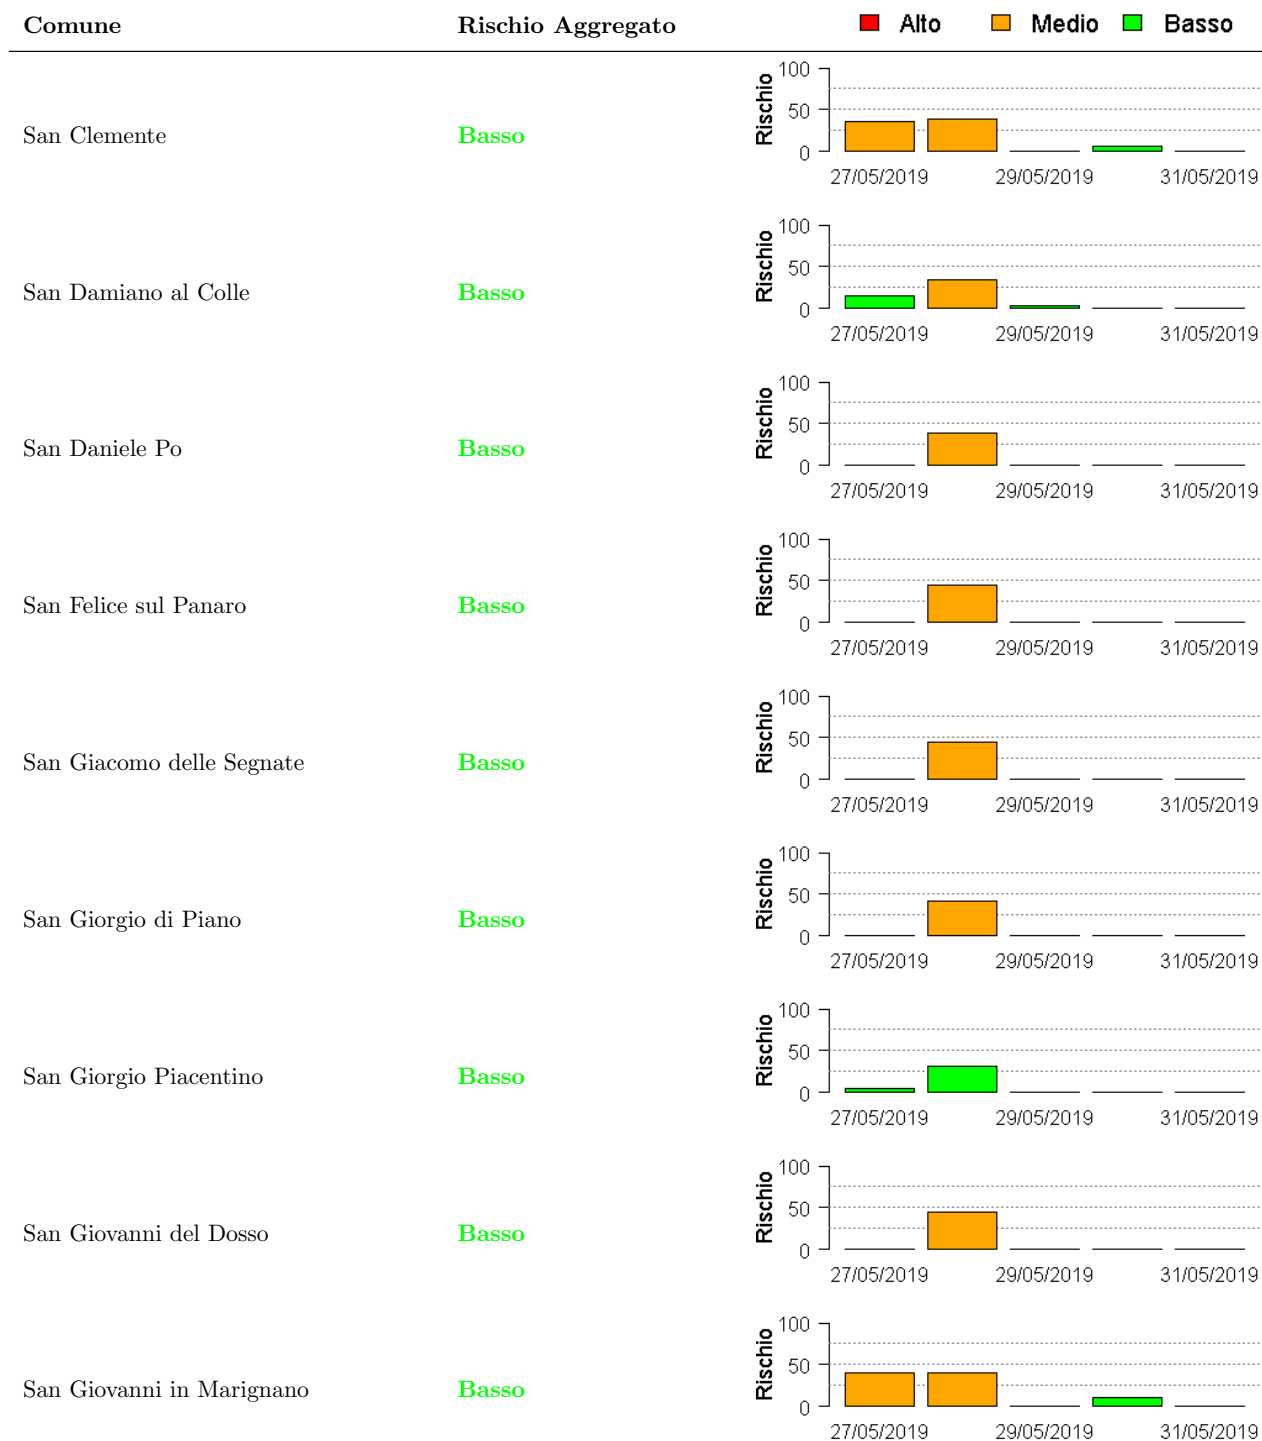 Comune Rischio Aggregato Alto Medio Basso
San Clemente Basso Rischio 100 50 0
27/05/2019 29/05/2019 31/05/2019
San Damiano al Colle Basso Rischio 100 50 0
27/05/2019 29/05/2019 31/05/2019
San Daniele Po Basso Rischio 100 50 0
27/05/2019 29/05/2019 31/05/2019
San Felice sul Panaro Basso Rischio 100 50 0
27/05/2019 29/05/2019 31/05/2019
San Giacomo delle Segnate Basso Rischio 100 50 0
27/05/2019 29/05/2019 31/05/2019
San Giorgio di Piano Basso Rischio 100 50 0
27/05/2019 29/05/2019 31/05/2019
San Giorgio Piacentino Basso Rischio 100 50 0
27/05/2019 29/05/2019 31/05/2019
San Giovanni del Dosso Basso Rischio 100 50 0
27/05/2019 29/05/2019 31/05/2019
San Giovanni in Marignano Basso Rischio 100 50 0
27/05/2019 29/05/2019 31/05/2019